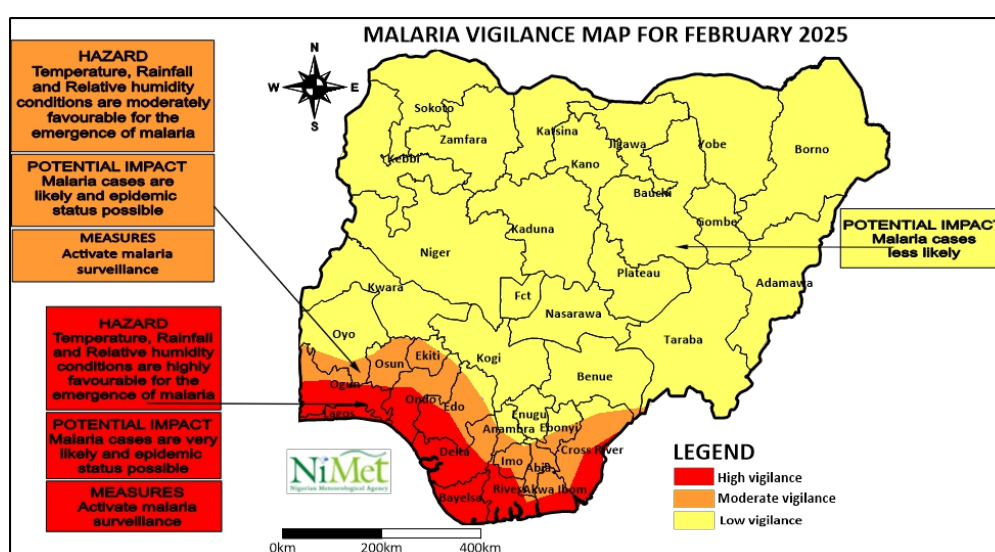 MALARIA VIGILANCE MAP FOR FEBRUARY 2025
HAZARD
Temperature, Rainfall
and Relative humidity
conditions are moderately
favourable for the
emergence of malaria
POTENTIAL IMPACT
Malaria cases are
likely and epidemic
status possible
MEASURES
Activate malaria
surveillance
HAZARD
Temperature, Rainfall
and Relative humidity
conditions are highly
favourable for the
emergence of malaria
POTENTIAL IMPACT
Malaria cases are very
likely and epidemic
status possible
MEASURES
Activate malaria
surveillance
N
W E
S
Sokoto
Zamfara
Kebbi
Katsina
Kano
Jigawa
Yobe
Borno
Bauchi
Gombe
Kaduna
Niger
Plateau
Adamawa
Kwara
Fct
Nasarawa
Taraba
Oyo
Kogi
Benue
Osun
Ekiti
Ogun
Lagos
Ondo
Edo
Enugu
Anambra
Ebonyi
Cross River
Delta
Imo
Abia
Bayelsa
Rivers
Akwa Ibom
POTENTIAL IMPACT
Malaria cases
less likely
NiMet
Nigerian Meteorological Agency
LEGEND
High vigilance
Moderate vigilance
Low vigilance
0km 200km 400km